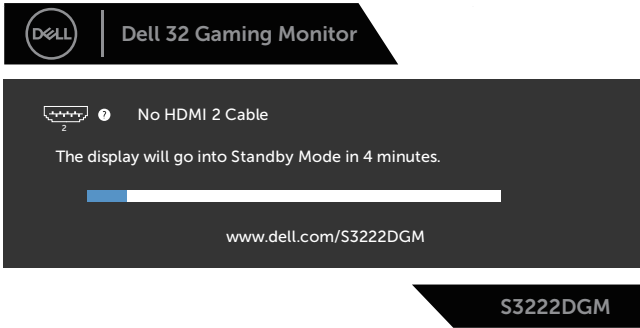 DELL
Dell 32 Gaming Monitor
? No HDMI 2 Cable
2
The display will go into Standby Mode in 4 minutes.
www.dell.com/S3222DGM
S3222DGM